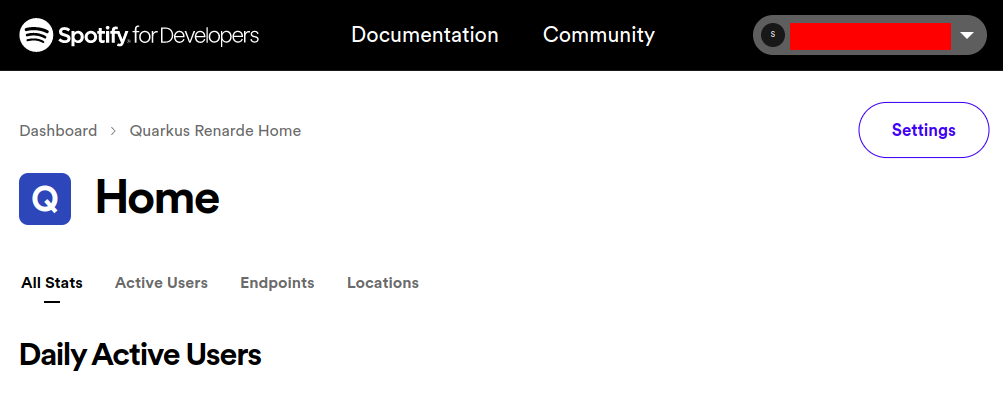 Spotify for Developers Documentation Community S
Dashboard > Quarkus Renarde Home Settings
Q Home
All Stats Active Users Endpoints Locations
Daily Active Users